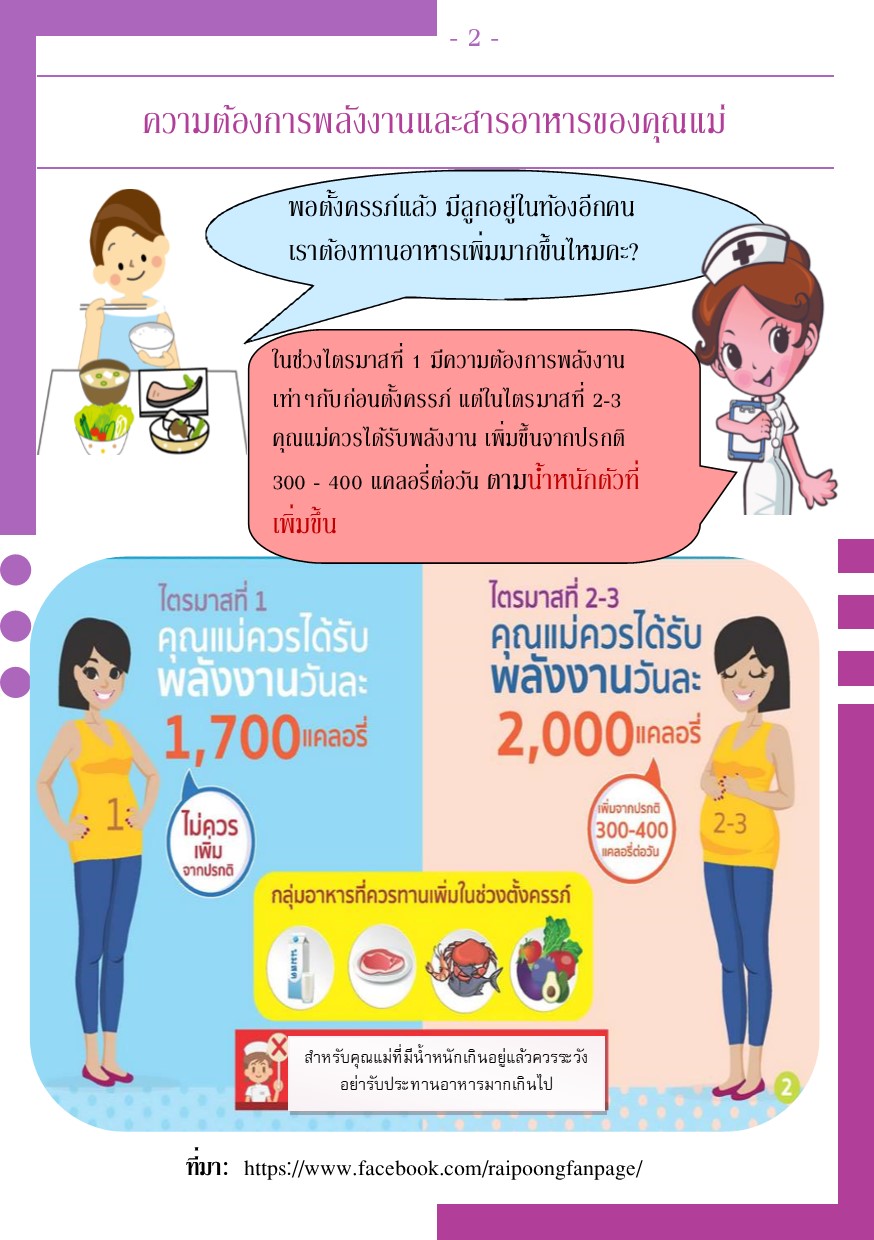 - 2 -
ความต้องการพลังงานและสารอาหารของคุณแม่
พอตั้งครรภ์แล้ว มีลูกอยู่ในท้องอีกคน
เราต้องทานอาหารเพิ่มมากขึ้นไหมคะ?
ในช่วงไตรมาสที่ 1 มีความต้องการพลังงาน
เท่าๆกับก่อนตั้งครรภ์ แต่ในไตรมาสที่ 2-3
คุณแม่ควรได้รับพลังงาน เพิ่มขึ้นจากปรกติ
300 - 400 แคลอรี่ต่อวัน ตามน้ำหนักตัวที่
เพิ่มขึ้น
ไตรมาสที่ 1
คุณแม่ควรได้รับ
พลังงานวันละ
1,700แคลอรี่
ไม่ควร
เพิ่ม
จากปรกติ
1
ไตรมาสที่ 2-3
คุณแม่ควรได้รับ
พลังงานวันละ
2,000แคลอรี่
เพิ่มจากปรกติ
300-400
แคลอรี่ต่อวัน
2-3
กลุ่มอาหารที่ควรทานเพิ่มในช่วงตั้งครรภ์
นมสด
สำหรับคุณแม่ที่มีน้ำหนักเกินอยู่แล้วควรระวัง
อย่ารับประทานอาหารมากเกินไป
2
ที่มา: https://www.facebook.com/raipoongfanpage/